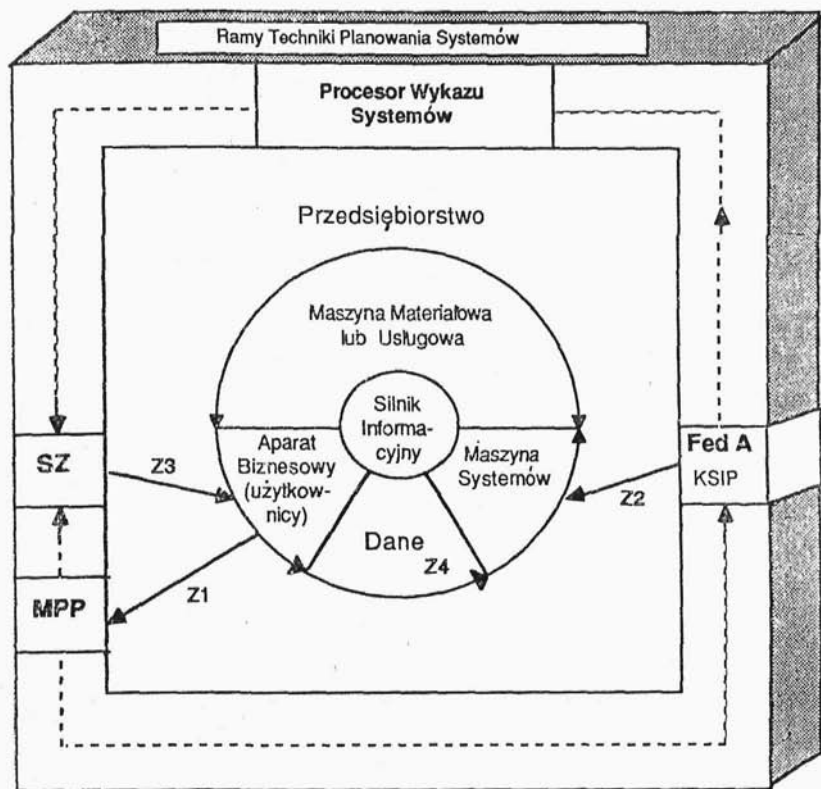 Ramy Techniki Planowania Systemów
Procesor Wykazu
Systemów
Przedsiębiorstwo
Maszyna Materiałowa
lub Usługowa
Silnik
Informa-
cyjny
Aparat
Biznesowy
(użytkow-
nicy)
Maszyna
Systemów
Dane
Z4
SZ
Z3
MPP
Z1
Fed A
KSIP
Z2